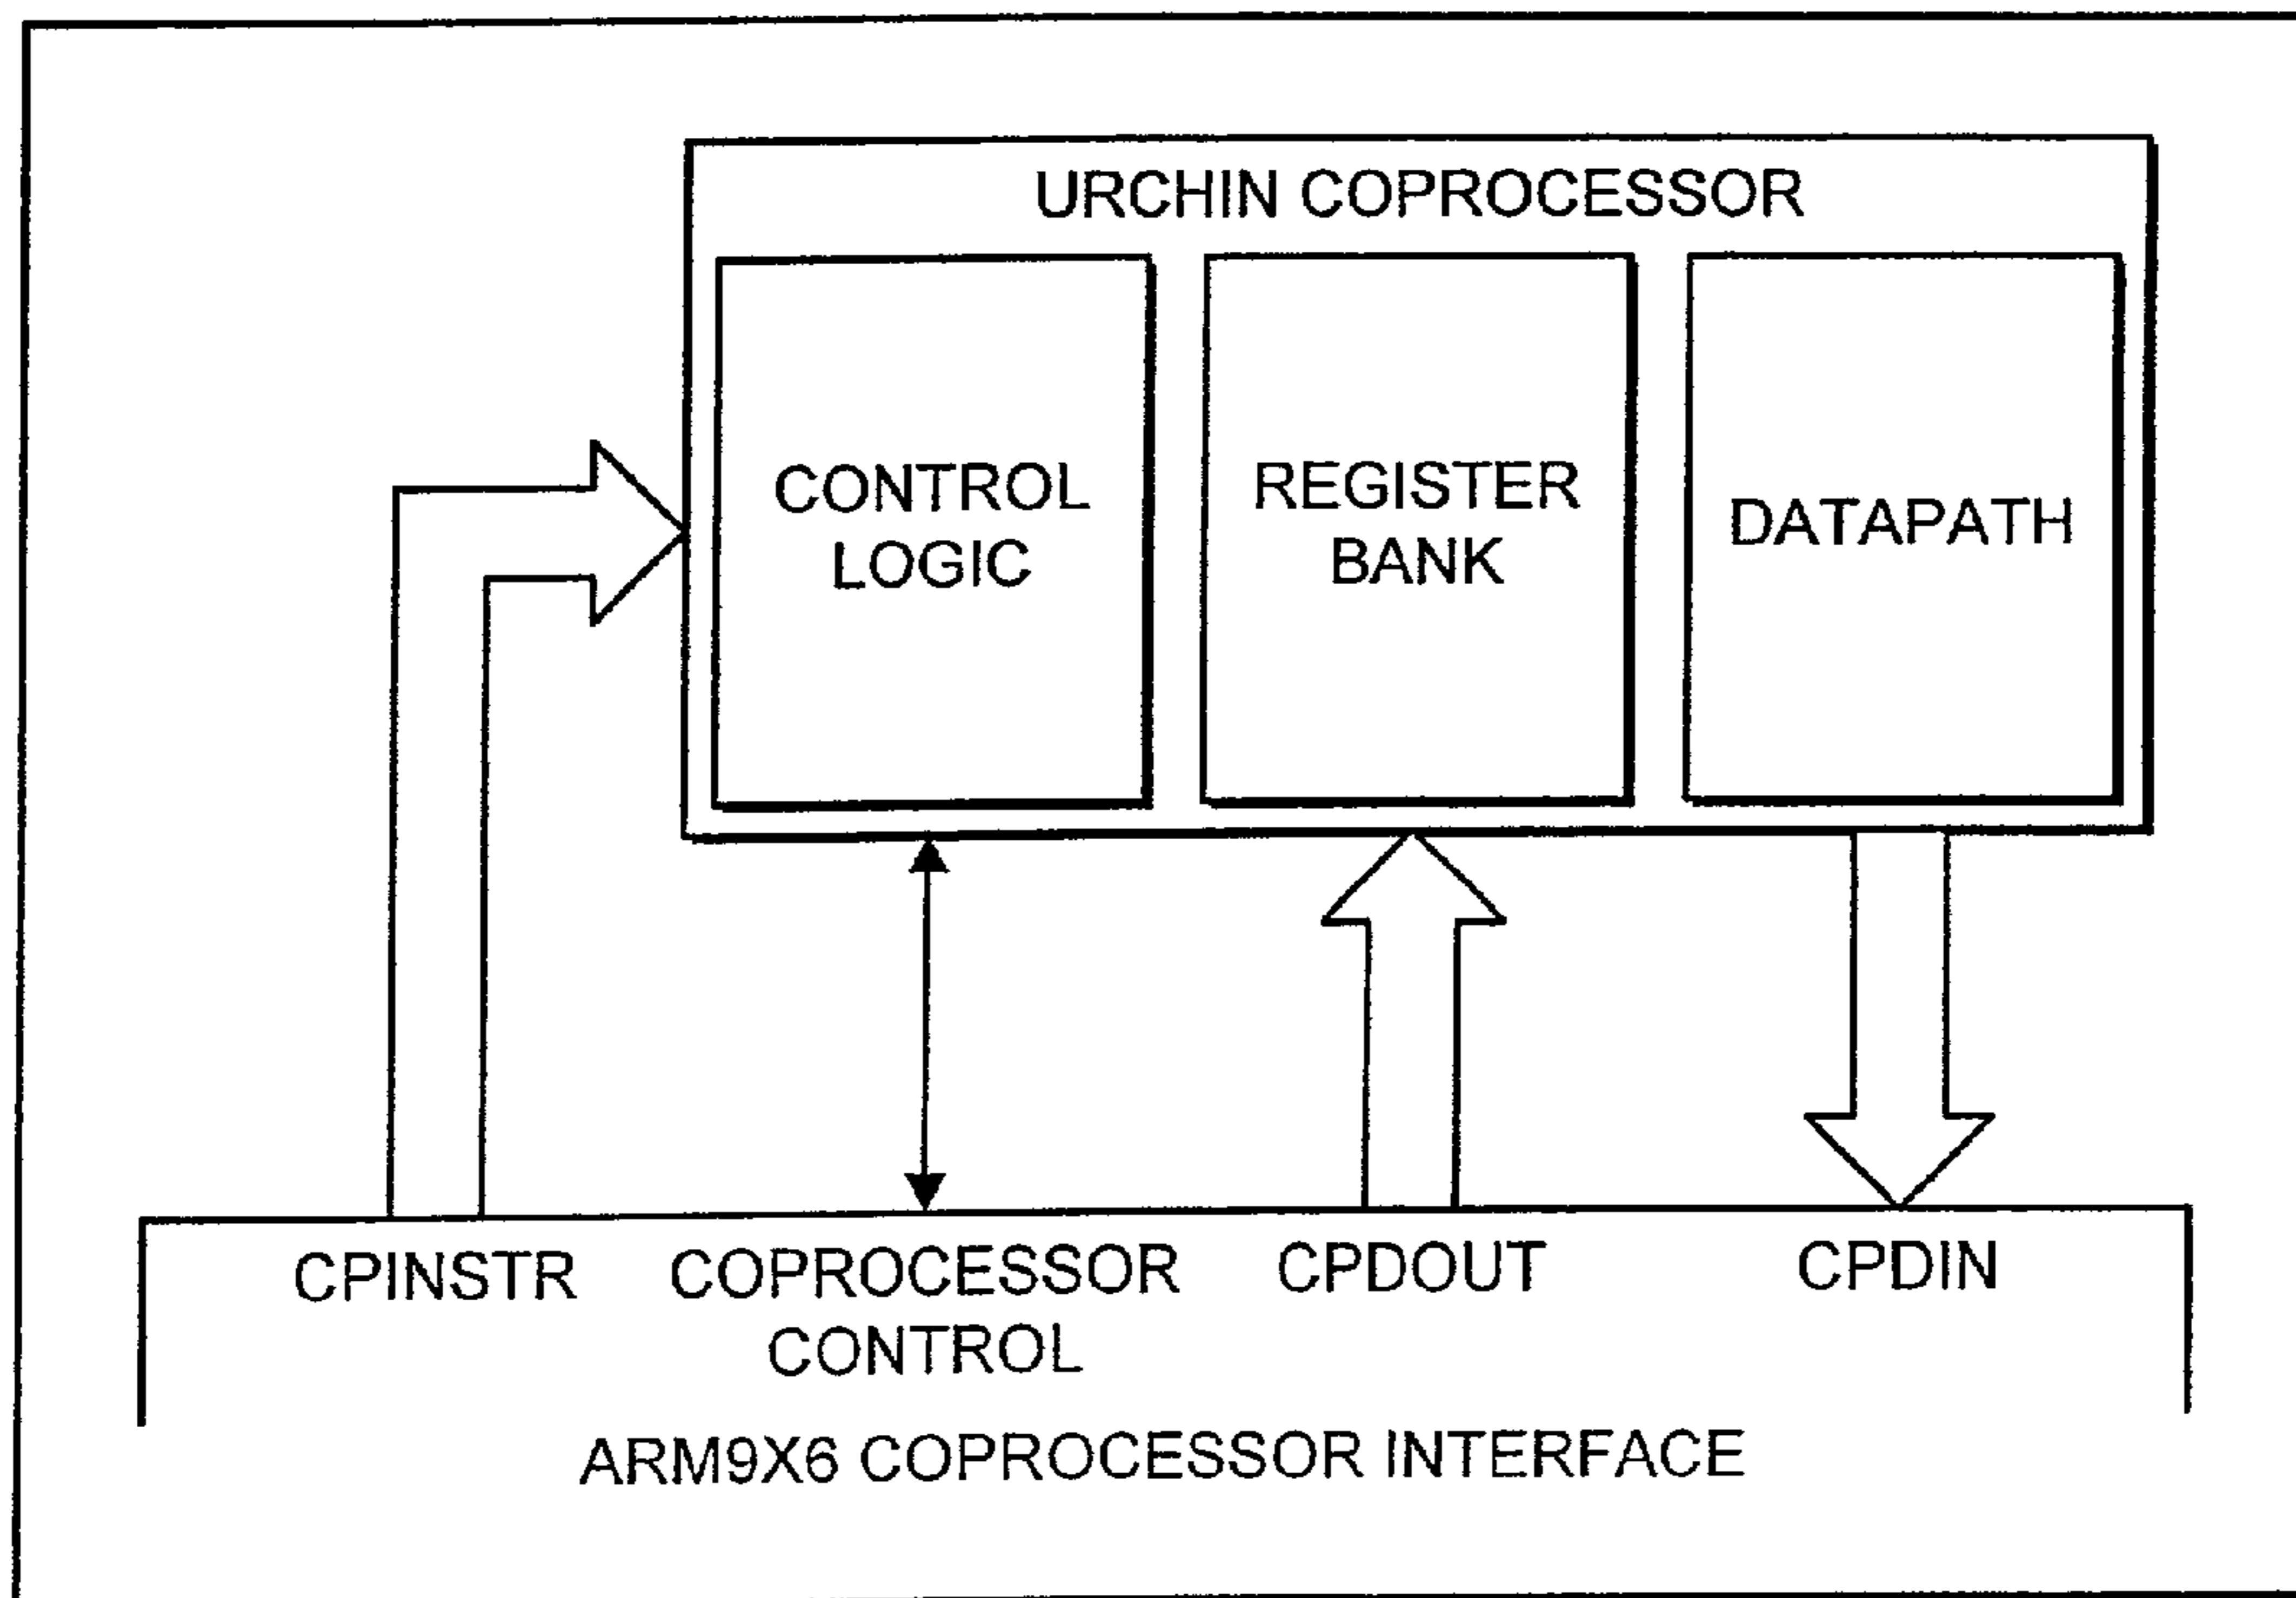 URCHIN COPROCESSOR
CONTROL
LOGIC
REGISTER
BANK
DATAPATH
CPINSTR
COPROCESSOR
CONTROL
CPDOUT
CPDIN
ARM9X6 COPROCESSOR INTERFACE